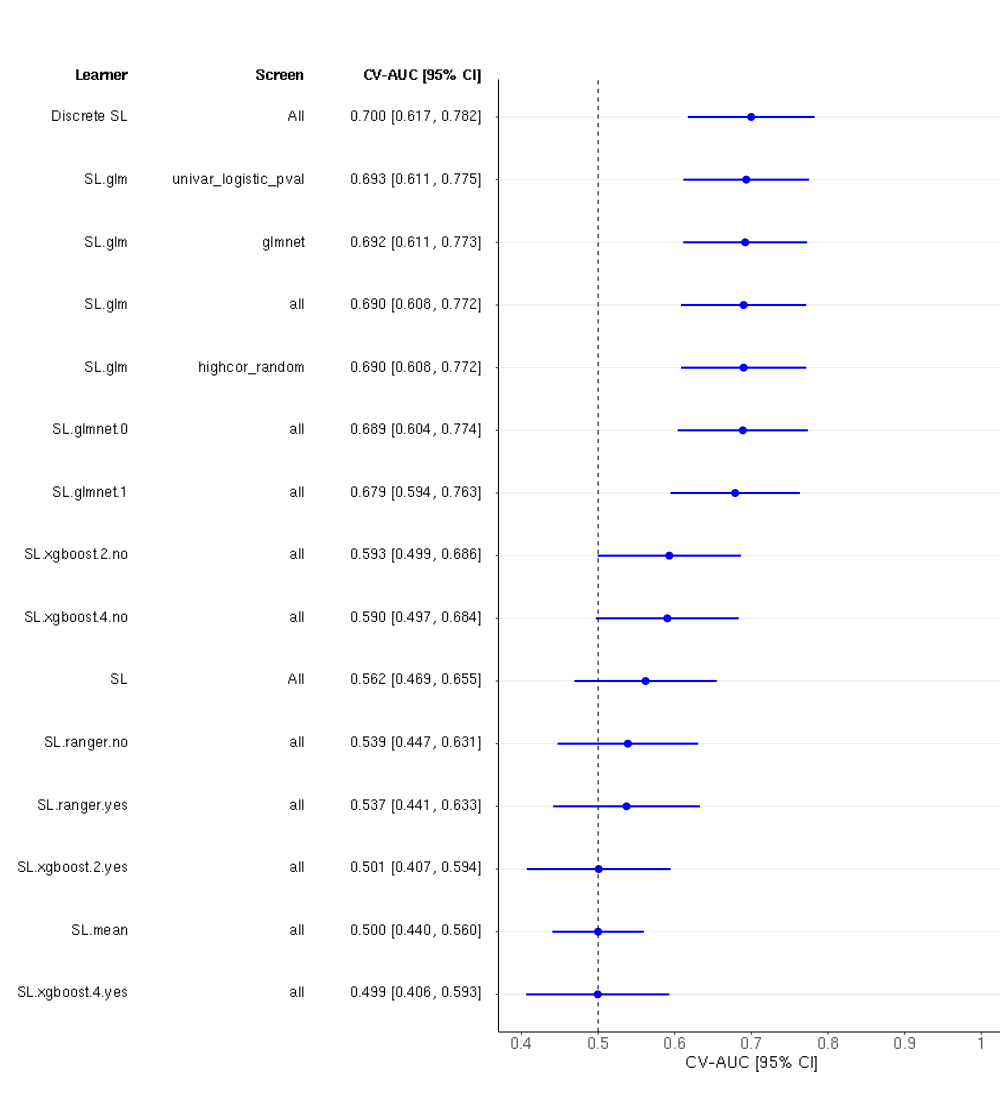 Learner Screen CV-AUC [95% CI]
Discrete SL All 0.700 [0.617, 0.782]
SL.glm univar_logistic_pval 0.693 [0.611, 0.775]
SL.glm glmnet 0.692 [0.611, 0.773]
SL.glm all 0.690 [0.608, 0.772]
SL.glm highcor_random 0.690 [0.608, 0.772]
SL.glmnet.0 all 0.689 [0.604, 0.774]
SL.glmnet.1 all 0.679 [0.594, 0.763]
SL.xgboost.2.no all 0.593 [0.499, 0.686]
SL.xgboost.4.no all 0.590 [0.497, 0.684]
SL All 0.562 [0.469, 0.655]
SL.ranger.no all 0.539 [0.447, 0.631]
SL.ranger.yes all 0.537 [0.441, 0.633]
SL.xgboost.2.yes all 0.501 [0.407, 0.594]
SL.mean all 0.500 [0.440, 0.560]
SL.xgboost.4.yes all 0.499 [0.406, 0.593]
0.4 0.5 0.6 0.7 0.8 0.9 1
CV-AUC [95% CI]